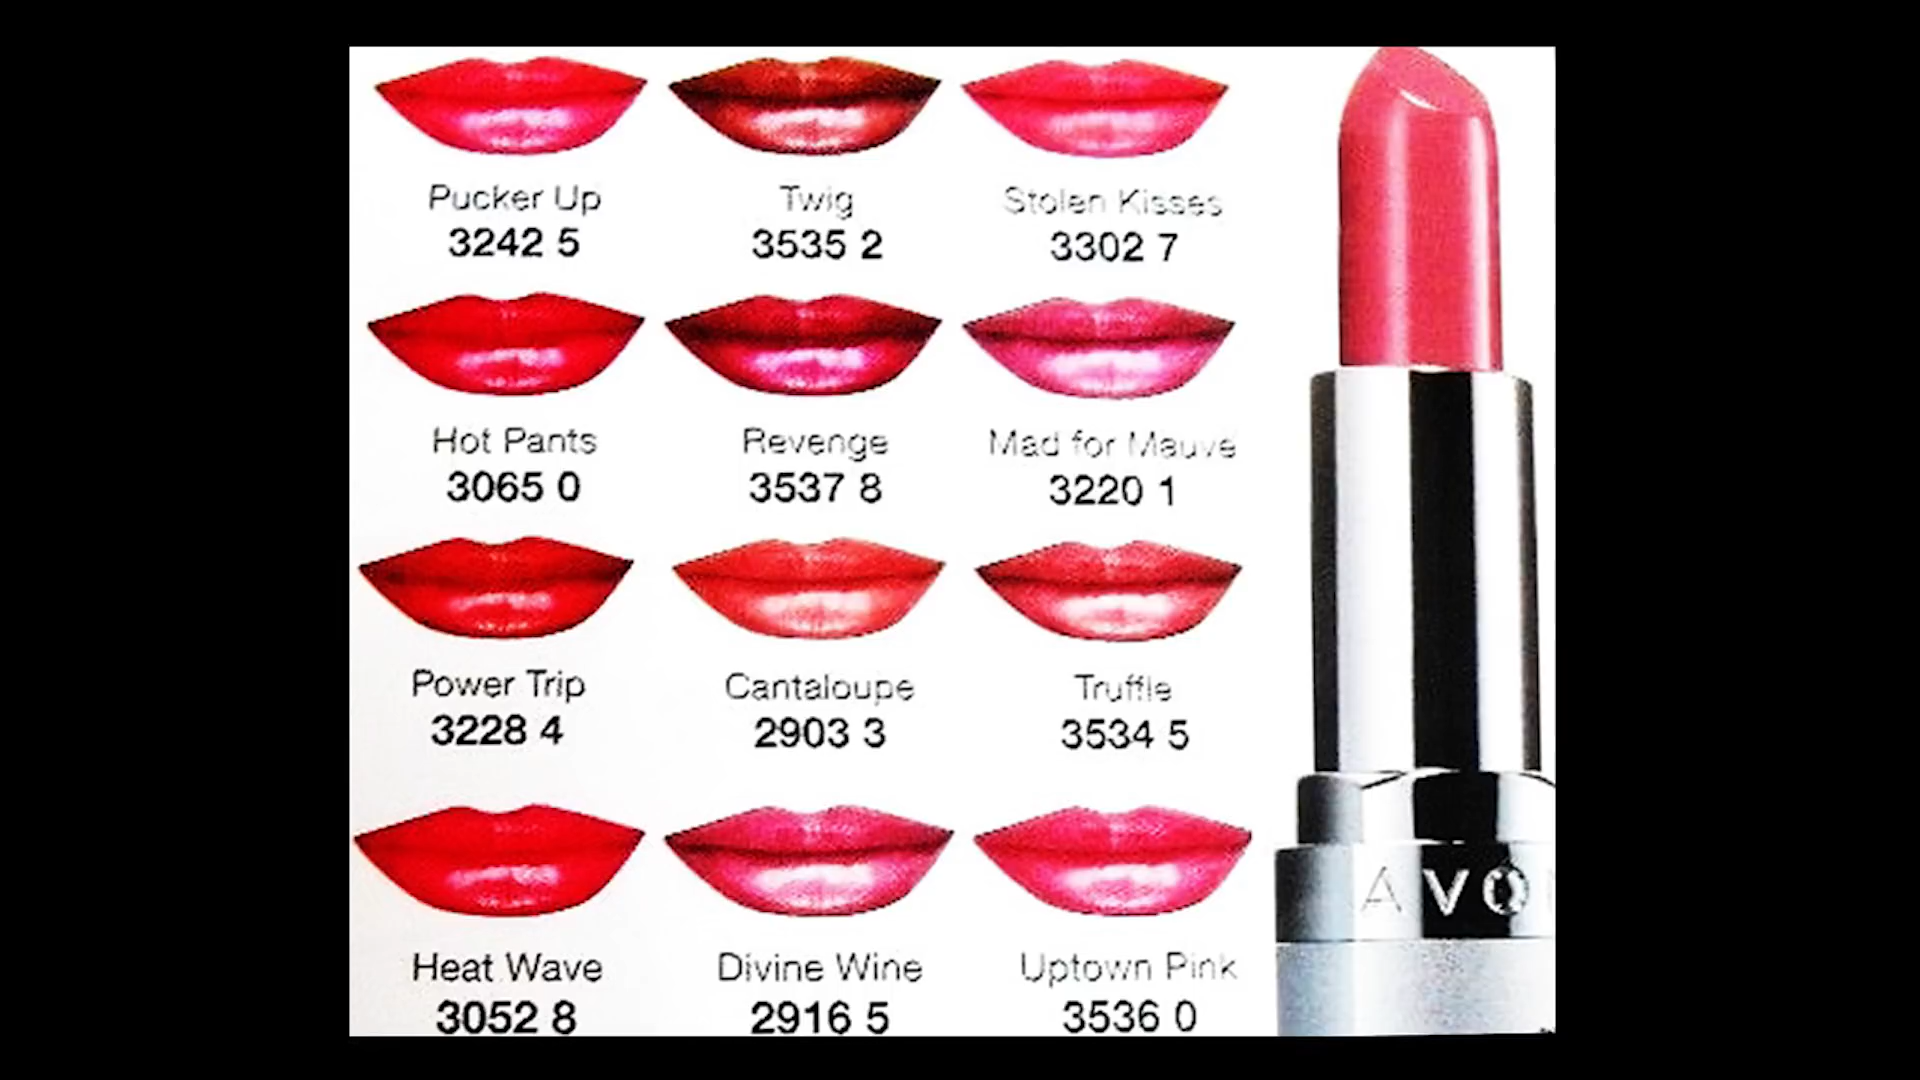 Pucker Up
3242 5
Twig
3535 2
Stolen Kisses
3302 7
Hot Pants
3065 0
Revenge
3537 8
Mad for Mauve
3220 1
Power Trip
3228 4
Cantaloupe
2903 3
Truffle
3534 5
Heat Wave
3052 8
Divine Wine
2916 5
Uptown Pink
3536 0
AVON